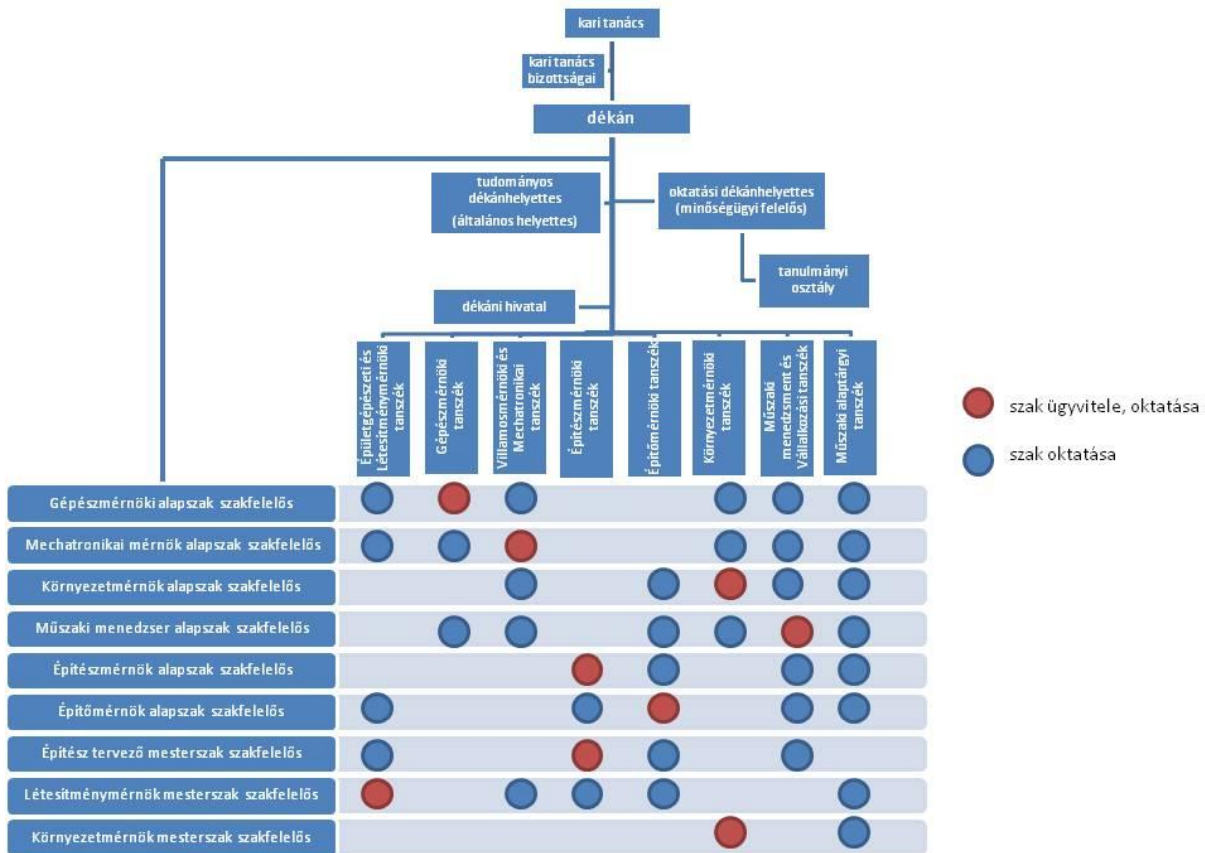 kari tanács
kari tanács
bizottságai
dékán
tudományos
dékánhelyettes
(általános helyettes)
oktatási dékánhelyettes
(minőségügyi felelős)
tanulmányi
osztály
dékáni hivatal
Épületgépészeti és
Létesítménymérnöki
tanszék
Gépészmérnöki
tanszék
Villamosmérnöki és
Mechatronikai
tanszék
Építészmérnöki
tanszék
Építőmérnöki tanszék
Környezetmérnöki
tanszék
Műszaki
menedzsment és
Vállakozási tanszék
Műszaki alaptárgyi
tanszék
szak ügyvitele, oktatása
szak oktatása
Gépészmérnöki alapszak szakfelelős
Mechatronikai mérnök alapszak szakfelelős
Környezetmérnök alapszak szakfelelős
Műszaki menedzser alapszak szakfelelős
Építészmérnök alapszak szakfelelős
Építőmérnök alapszak szakfelelős
Építész tervező mesterszak szakfelelős
Létesítménymérnök mesterszak szakfelelős
Környezetmérnök mesterszak szakfelelős